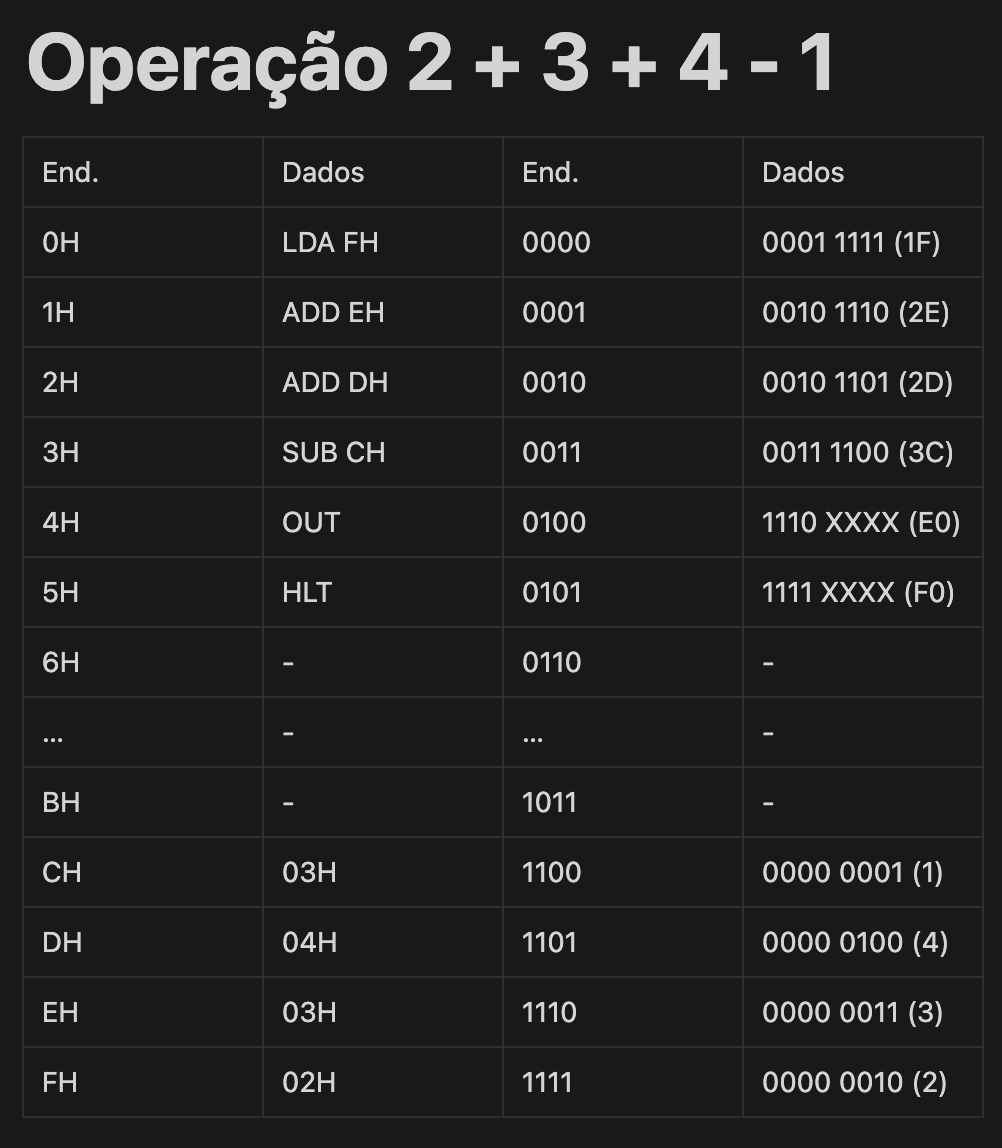 Operação 2 + 3 + 4 - 1
End. Dados End. Dados
0H LDA FH 0000 0001 1111 (1F)
1H ADD EH 0001 0010 1110 (2E)
2H ADD DH 0010 0010 1101 (2D)
3H SUB CH 0011 0011 1100 (3C)
4H OUT 0100 1110 XXXX (E0)
5H HLT 0101 1111 XXXX (F0)
6H - 0110 -
... - ... -
BH - 1011 -
CH 03H 1100 0000 0001 (1)
DH 04H 1101 0000 0100 (4)
EH 03H 1110 0000 0011 (3)
FH 02H 1111 0000 0010 (2)